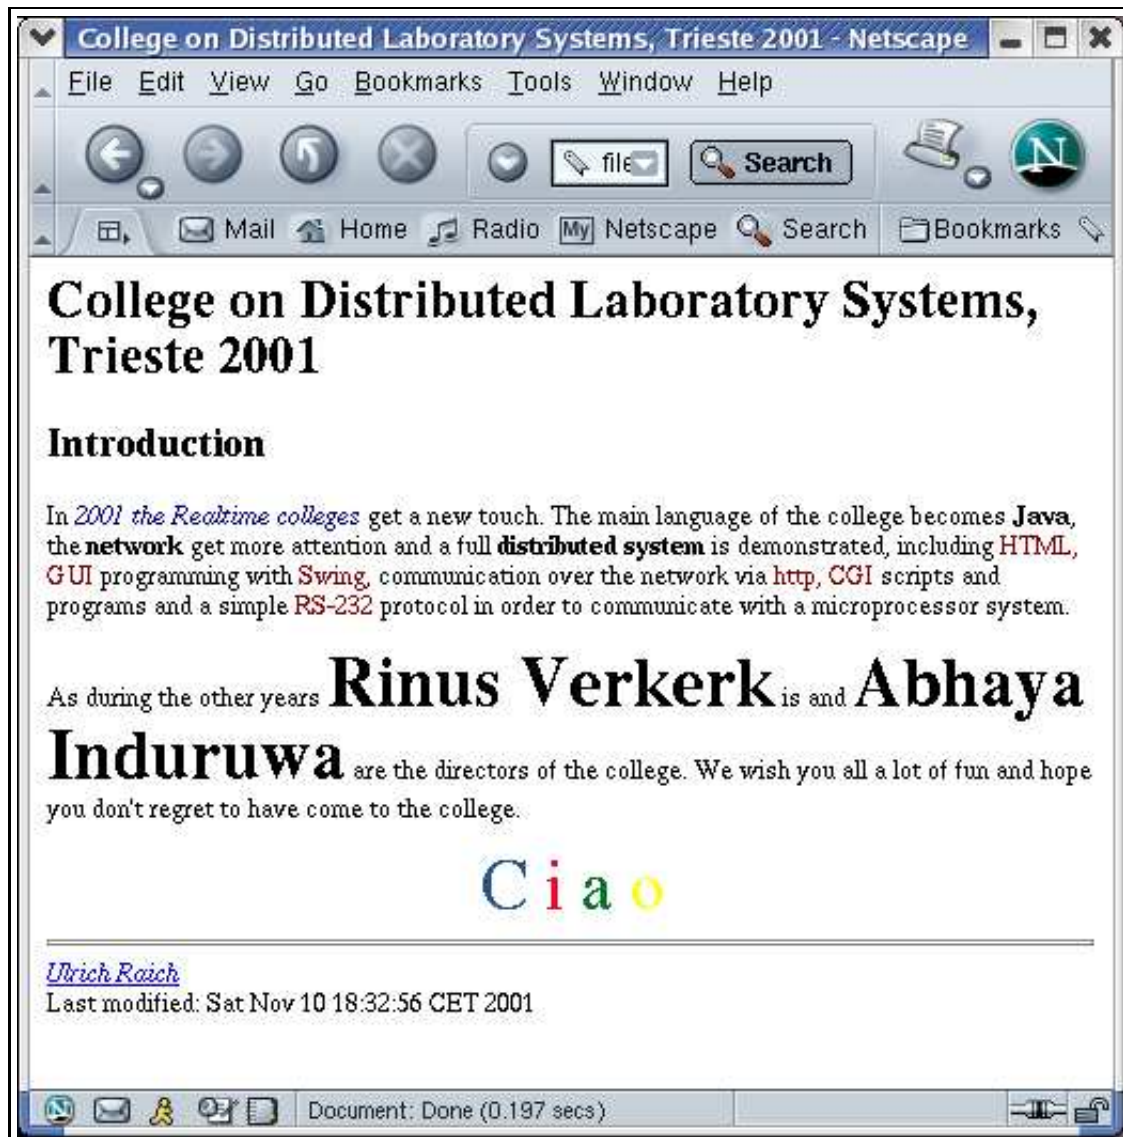 College on Distributed Laboratory Systems, Trieste 2001 - Netscape
File Edit View Go Bookmarks Tools Window Help
file Search N
Mail Home Radio My Netscape Search Bookmarks
College on Distributed Laboratory Systems,
Trieste 2001
Introduction
In 2001 the Realtime colleges get a new touch. The main language of the college becomes Java,
the network get more attention and a full distributed system is demonstrated, including HTML,
GUI programming with Swing, communication over the network via http, CGI scripts and
programs and a simple RS-232 protocol in order to communicate with a microprocessor system.
As during the other years Rinus Verkerk is and Abhaya
Induruwa are the directors of the college. We wish you all a lot of fun and hope
you don't regret to have come to the college.
C i a o
Ulrich Raich
Last modified: Sat Nov 10 18:32:56 CET 2001
Document: Done (0.197 secs)